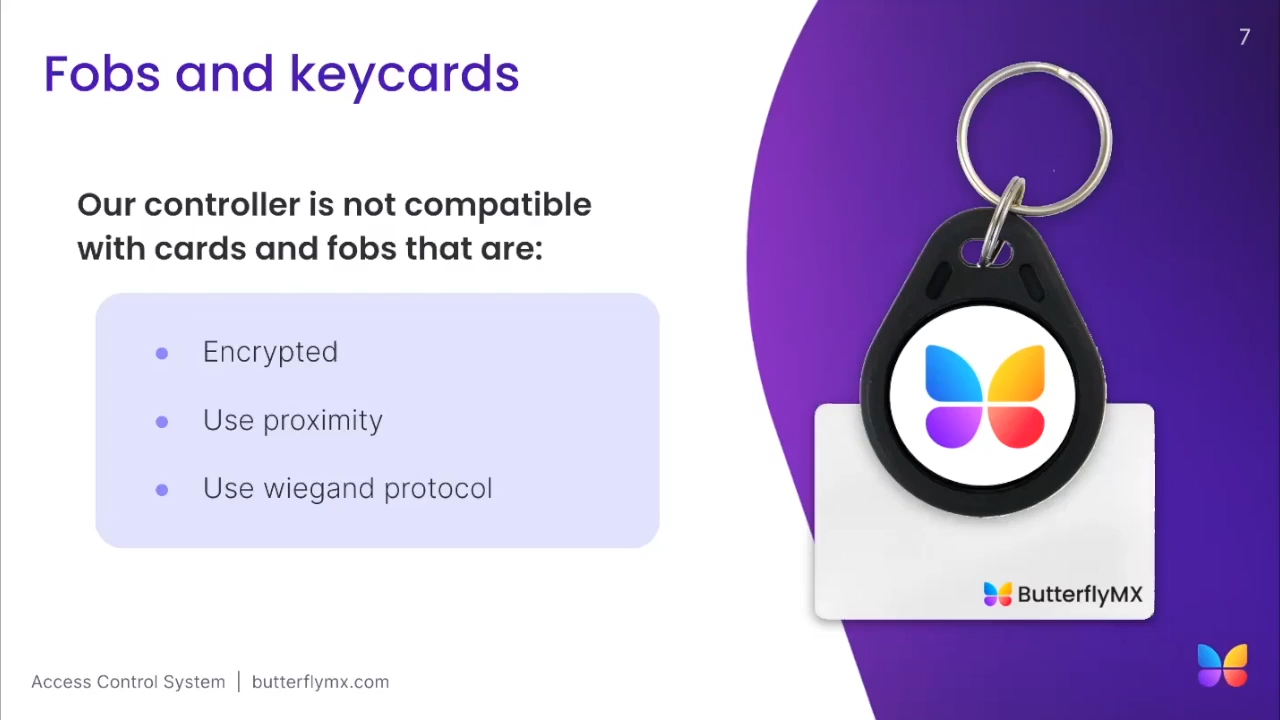 7
Fobs and keycards
Our controller is not compatible
with cards and fobs that are:
Encrypted
Use proximity
Use wiegand protocol
ButterflyMX
Access Control System | butterflymx.com